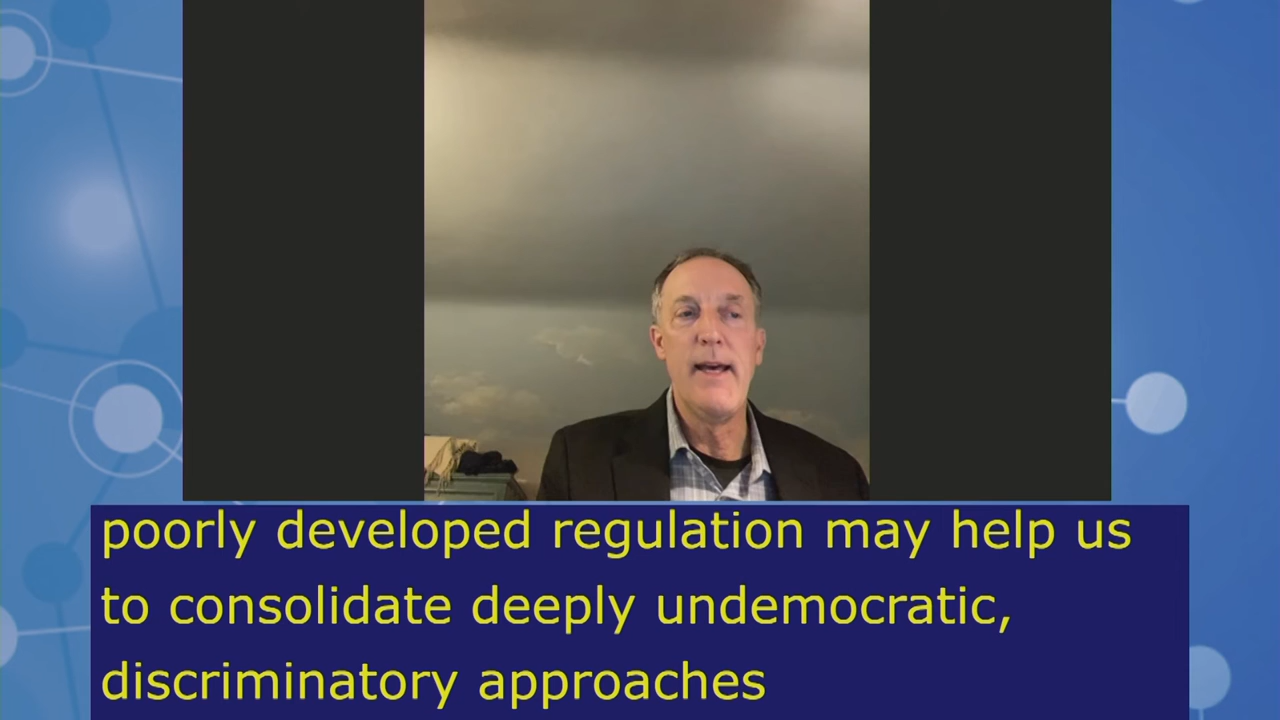 poorly developed regulation may help us
to consolidate deeply undemocratic,
discriminatory approaches